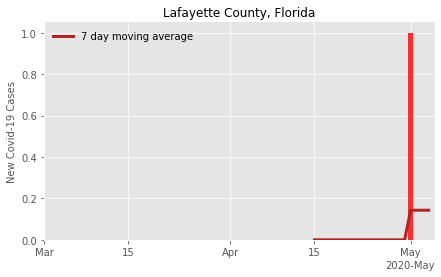 Lafayette County, Florida
7 day moving average
New Covid-19 Cases
1.0
0.8
0.6
0.4
0.2
0.0
Mar 15 Apr 15 May
2020-May